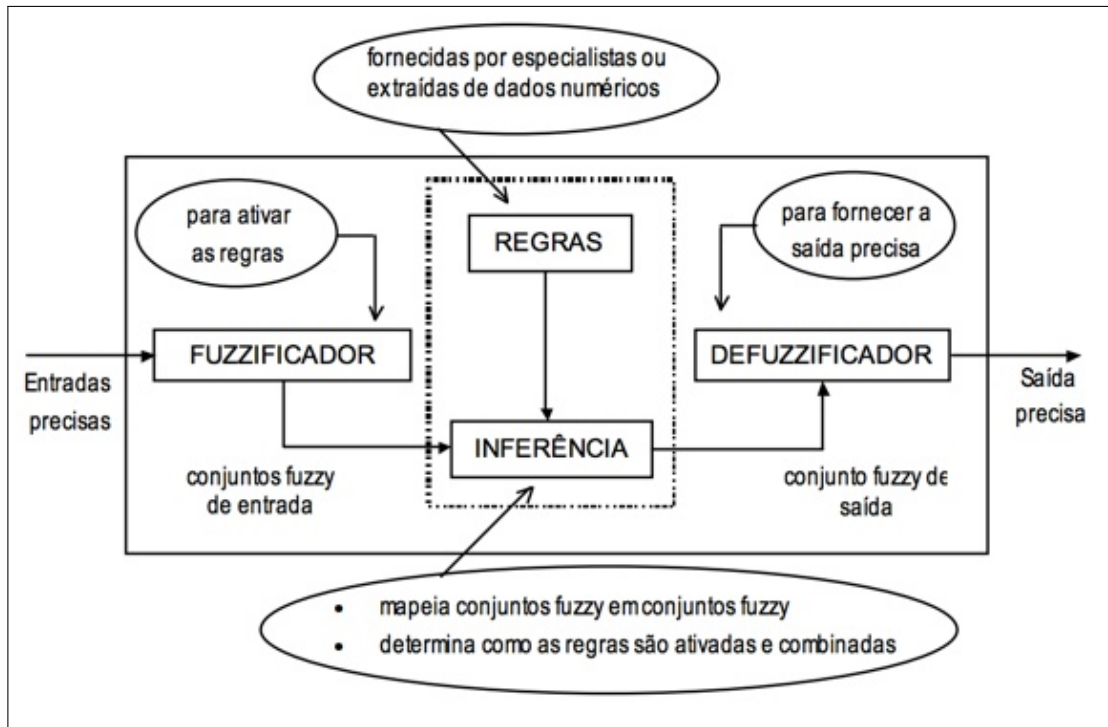 fornecidas por especialistas ou
extraídas de dados numéricos
para ativar
as regras
REGRAS
para fornecer a
saída precisa
FUZZIFICADOR
DEFUZZIFICADOR
Entradas
precisas
Saída
precisa
INFERÊNCIA
conjuntos fuzzy
de entrada
conjunto fuzzy de
saída
• mapeia conjuntos fuzzy em conjuntos fuzzy
• determina como as regras são ativadas e combinadas